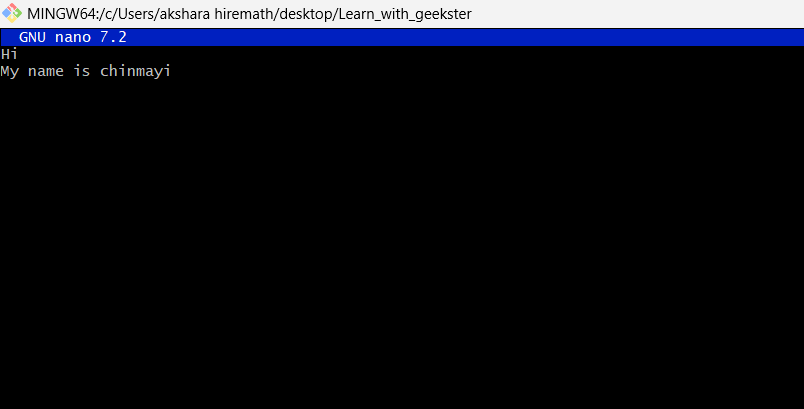 MINGW64:/c/Users/akshara hiremath/desktop/Learn_with_geekster
GNU nano 7.2
Hi
My name is chinmayi